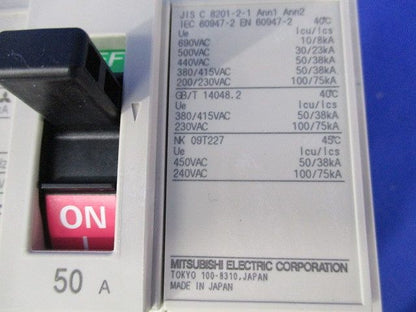 JIS C 8201-2-1 Ann1 Ann2
IEC 60947-2 EN 60947-2 40℃
Ue Icu/Ics
690VAC 10/8kA
500VAC 30/23kA
440VAC 50/38kA
380/415VAC 50/38kA
200/230VAC 100/75kA
GB/T 14048.2 40℃
Ue Icu/Ics
380/415VAC 50/38kA
230VAC 100/75kA
NK 09T227 45℃
Ue Icu/Ics
450VAC 50/38kA
240VAC 100/75kA
MITSUBISHI ELECTRIC CORPORATION
TOKYO 100-8310,JAPAN
MADE IN JAPAN
ON
50 A